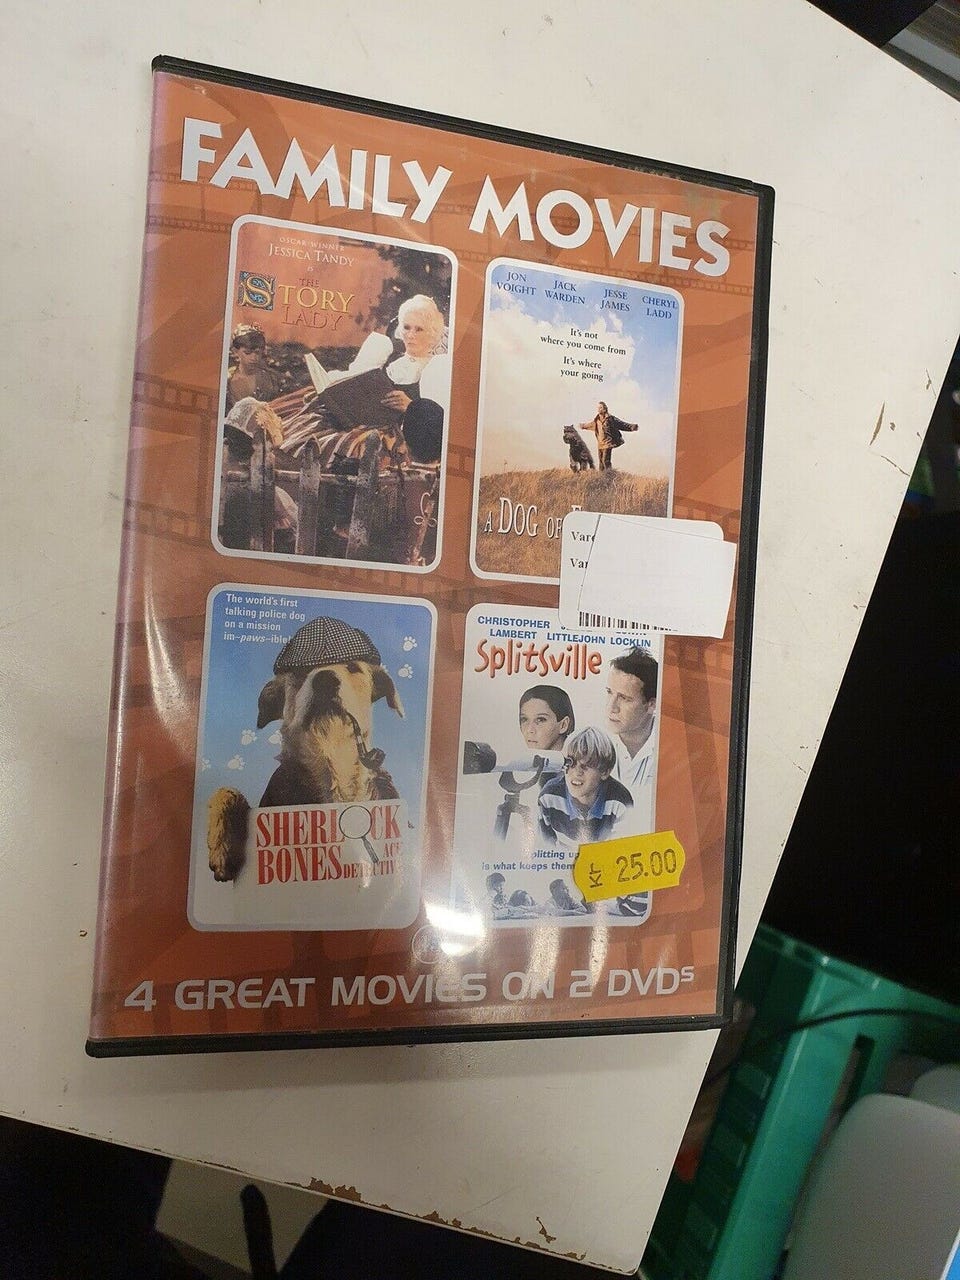 FAMILY MOVIES
OSCAR WINNER
JESSICA TANDY
IS
THE
STORY
LADY
JON
VOIGHT
JACK
WARDEN
JESSE
JAMES
CHERYL
LADD
It's not
where you come from
It's where
your going
A DOG OF
Vare
Var
The world's first
talking police dog
on a mission
im-paws-ible!
SHERLOCK
BONES
ACE
DETECTIVE
CHRISTOPHER
LAMBERT LITTLEJOHN LOCKLIN
Splitsville
plitting up
is what keeps them
Kr 25.00
4 GREAT MOVIES ON 2 DVDs